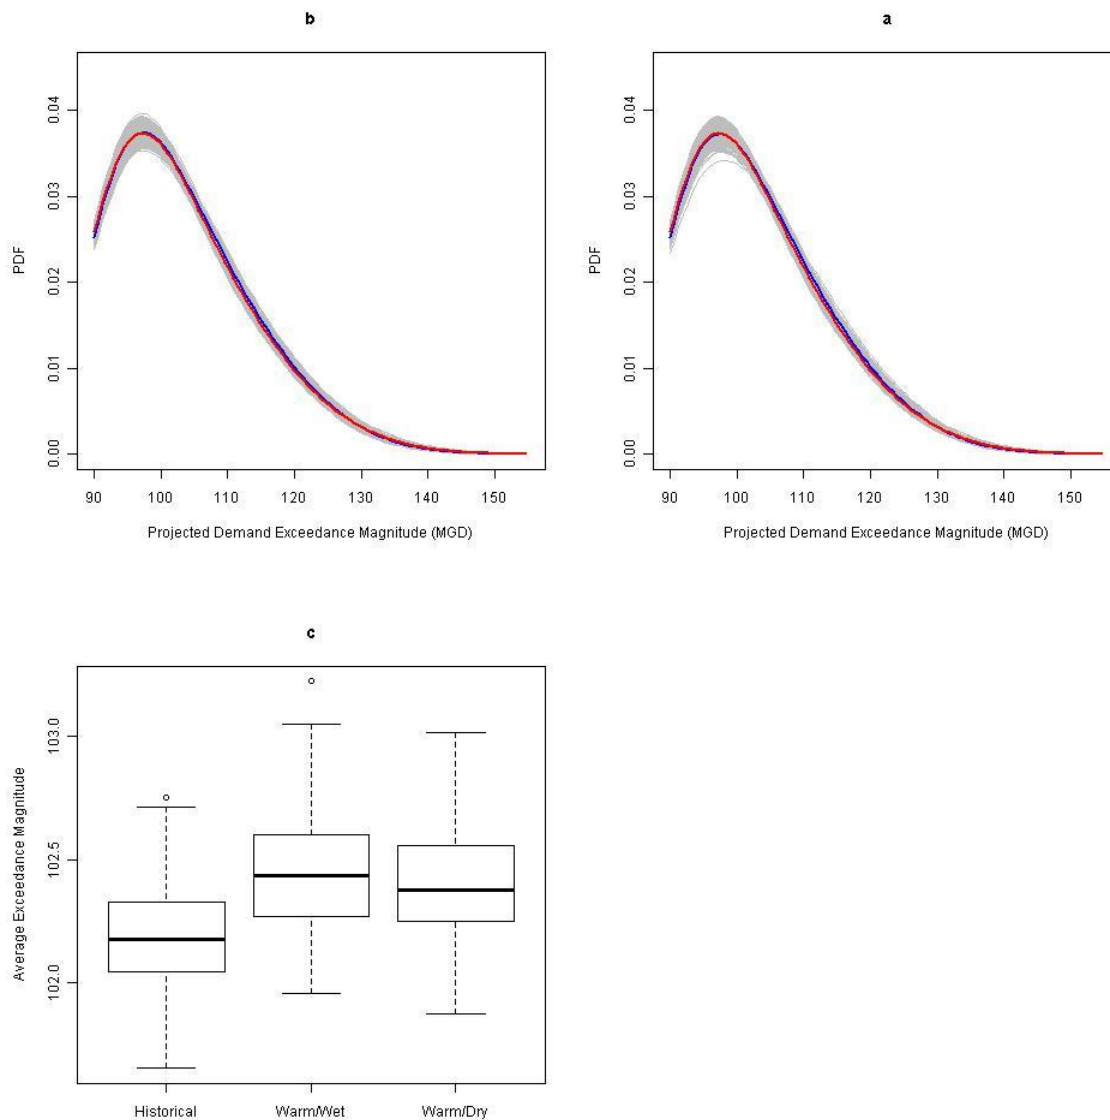 b
a
0.04
0.03
0.02
0.01
0.00
PDF
90 100 110 120 130 140 150
Projected Demand Exceedance Magnitude (MGD)
0.04
0.03
0.02
0.01
0.00
PDF
90 100 110 120 130 140 150
Projected Demand Exceedance Magnitude (MGD)
c
103.0
102.5
102.0
Average Exceedance Magnitude
Historical Warm/Wet Warm/Dry